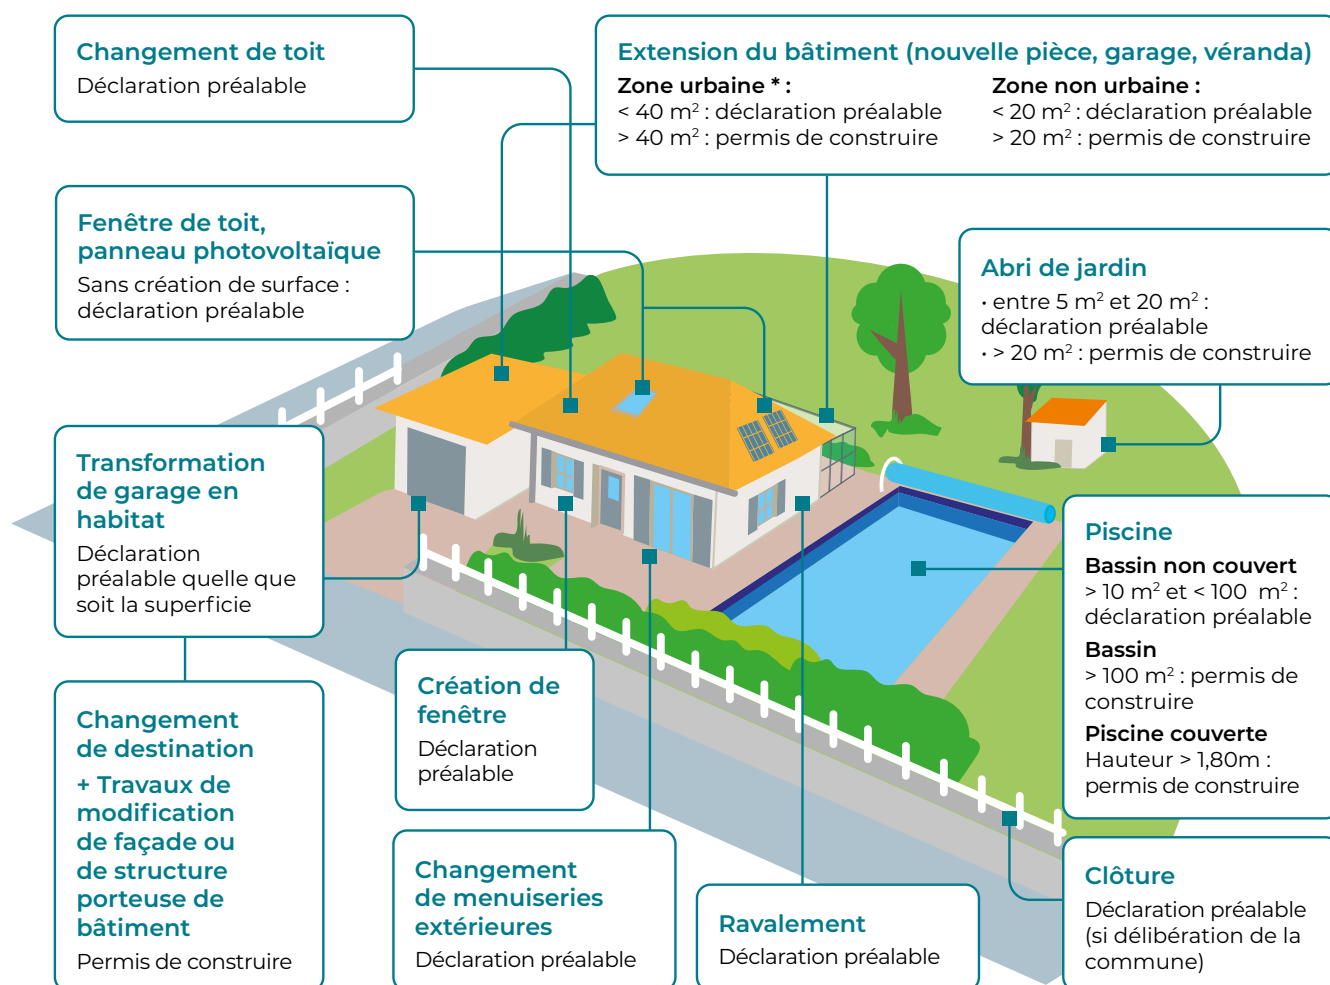 Changement de toit
Déclaration préalable
Extension du bâtiment (nouvelle pièce, garage, véranda)
Zone urbaine * :
< 40 m² : déclaration préalable
> 40 m² : permis de construire
Zone non urbaine :
< 20 m² : déclaration préalable
> 20 m² : permis de construire
Fenêtre de toit,
panneau photovoltaïque
Sans création de surface :
déclaration préalable
Abri de jardin
• entre 5 m² et 20 m² :
déclaration préalable
• > 20 m² : permis de construire
Transformation
de garage en
habitat
Déclaration
préalable quelle que
soit la superficie
Piscine
Bassin non couvert
> 10 m² et < 100 m² :
déclaration préalable
Bassin
> 100 m² : permis de
construire
Piscine couverte
Hauteur > 1,80m :
permis de construire
Changement
de destination
+ Travaux de
modification
de façade ou
de structure
porteuse de
bâtiment
Permis de construire
Création de
fenêtre
Déclaration
préalable
Changement
de menuiseries
extérieures
Déclaration préalable
Ravalement
Déclaration préalable
Clôture
Déclaration préalable
(si délibération de la
commune)